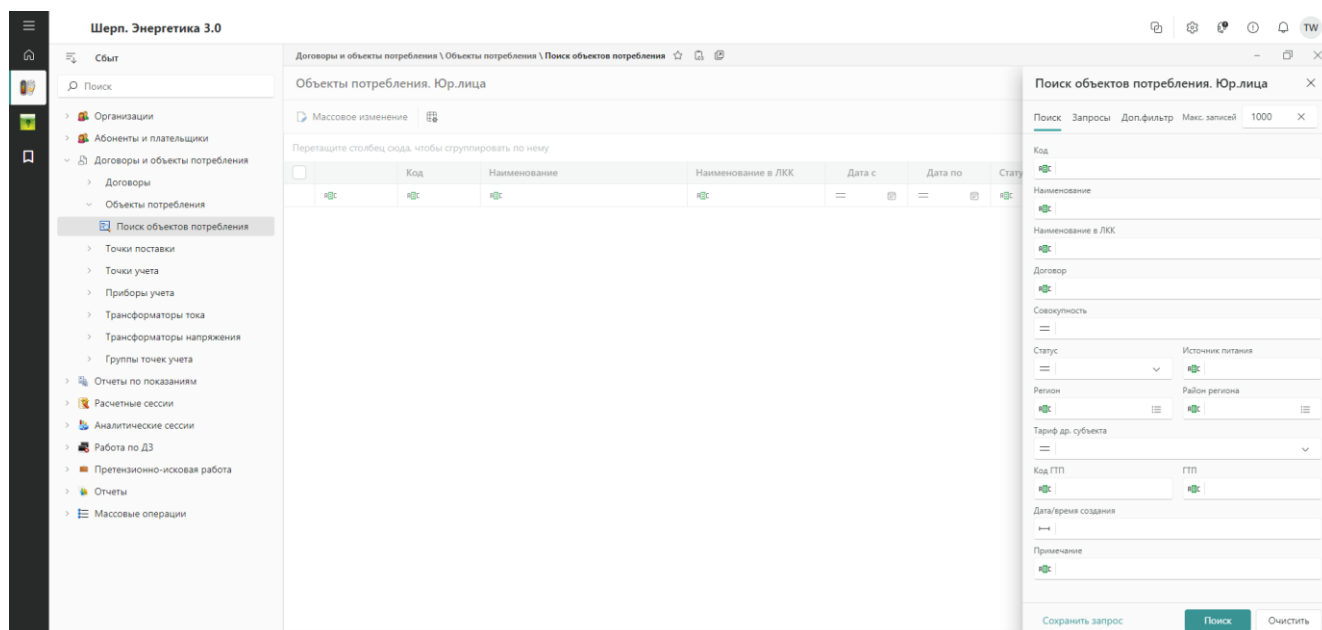 Шерп. Энергетика 3.0
TW
Сбыт
Договоры и объекты потребления \ Объекты потребления \ Поиск объектов потребления
Поиск
Организации
Абоненты и плательщики
Договоры и объекты потребления
Договоры
Объекты потребления
Поиск объектов потребления
Точки поставки
Точки учета
Приборы учета
Трансформаторы тока
Трансформаторы напряжения
Группы точек учета
Отчеты по показаниям
Расчетные сессии
Аналитические сессии
Работа по ДЗ
Претензионно-исковая работа
Отчеты
Массовые операции
Объекты потребления. Юр.лица
Массовое изменение
Перетащите столбец сюда, чтобы сгруппировать по нему
Код Наименование Наименование в ЛКК Дата с Дата по Стату
Поиск объектов потребления. Юр.лица
Поиск Запросы Доп.фильтр Макс. записей 1000
Код
Наименование
Наименование в ЛКК
Договор
Совокупность
Статус Источник питания
Регион Район региона
Тариф др. субъекта
Код ГТП ГТП
Дата/время создания
Примечание
Сохранить запрос Поиск Очистить